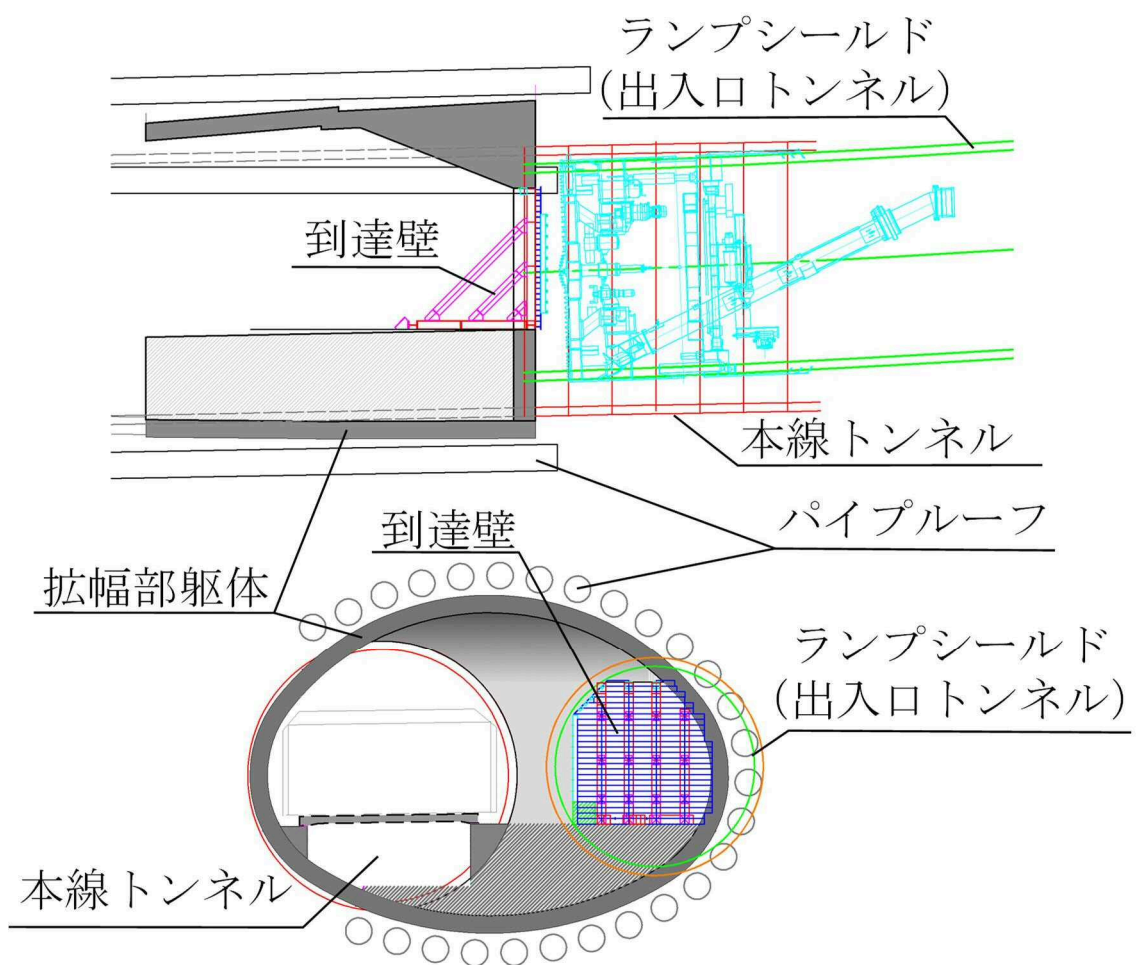 ランプシールド
(出入口トンネル)
到達壁
本線トンネル
パイプルーフ
到達壁
拡幅部躯体
ランプシールド
(出入口トンネル)
本線トンネル